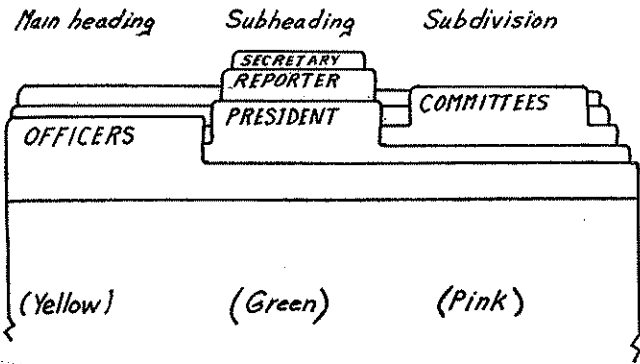 Main heading Subheading Subdivision
SECRETARY
REPORTER
PRESIDENT COMMITTEES
OFFICERS
(Yellow) (Green) (Pink)